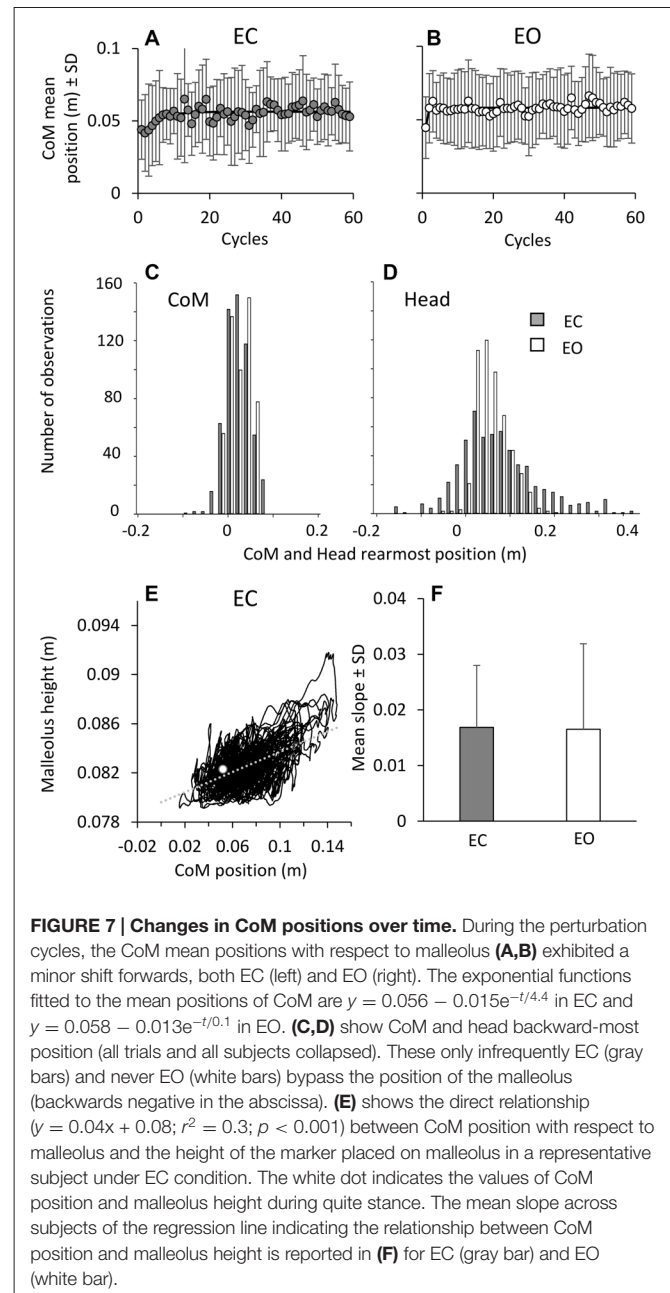 A EC
0.1
0.05
0
CoM mean
position (m) ± SD
0 20 40 60
Cycles
B EO
0 20 40 60
Cycles
C
CoM
160
120
80
40
0
Number of observations
-0.2 0 0.2
D
Head
EC
EO
-0.2 0 0.2 0.4
CoM and Head rearmost position (m)
E EC
0.094
0.09
0.086
0.082
0.078
Malleolus height (m)
-0.02 0.02 0.06 0.1 0.14
CoM position (m)
F
0.04
0.03
0.02
0.01
0
Mean slope ± SD
EC EO
FIGURE 7 | Changes in CoM positions over time. During the perturbation
cycles, the CoM mean positions with respect to malleolus (A,B) exhibited a
minor shift forwards, both EC (left) and EO (right). The exponential functions
fitted to the mean positions of CoM are y = 0.056 − 0.015e−t/4.4 in EC and
y = 0.058 − 0.013e−t/0.1 in EO. (C,D) show CoM and head backward-most
position (all trials and all subjects collapsed). These only infrequently EC (gray
bars) and never EO (white bars) bypass the position of the malleolus
(backwards negative in the abscissa). (E) shows the direct relationship
(y = 0.04x + 0.08; r2 = 0.3; p < 0.001) between CoM position with respect to
malleolus and the height of the marker placed on malleolus in a representative
subject under EC condition. The white dot indicates the values of CoM
position and malleolus height during quite stance. The mean slope across
subjects of the regression line indicating the relationship between CoM
position and malleolus height is reported in (F) for EC (gray bar) and EO
(white bar).